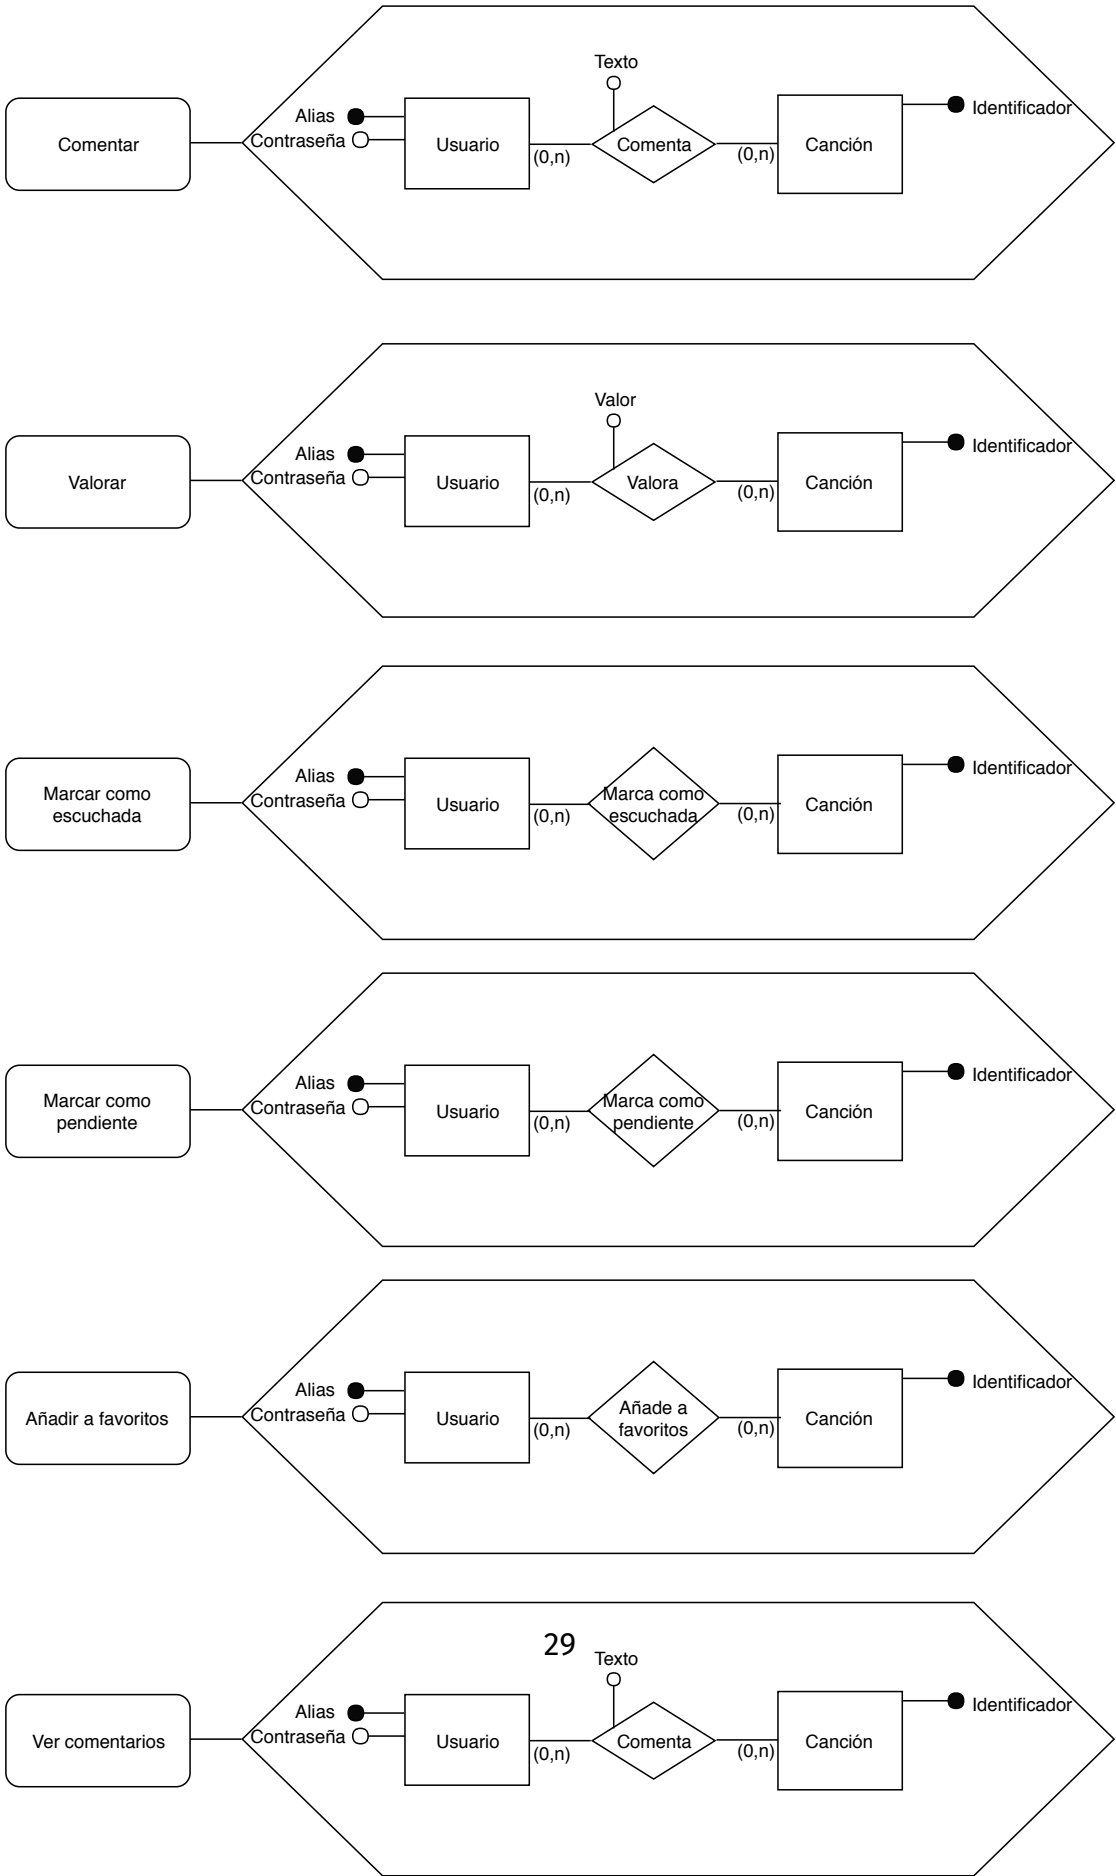 Texto
Alias
Contraseña
Identificador
Comentar
Usuario
(0,n)
Comenta
(0,n)
Canción
Valor
Alias
Contraseña
Identificador
Valorar
Usuario
(0,n)
Valora
(0,n)
Canción
Alias
Contraseña
Identificador
Marcar como
escuchada
Usuario
(0,n)
Marca como
escuchada
(0,n)
Canción
Alias
Contraseña
Identificador
Marcar como
pendiente
Usuario
(0,n)
Marca como
pendiente
(0,n)
Canción
Alias
Contraseña
Identificador
Añadir a favoritos
Usuario
(0,n)
Añade a
favoritos
(0,n)
Canción
29
Texto
Alias
Contraseña
Identificador
Ver comentarios
Usuario
(0,n)
Comenta
(0,n)
Canción